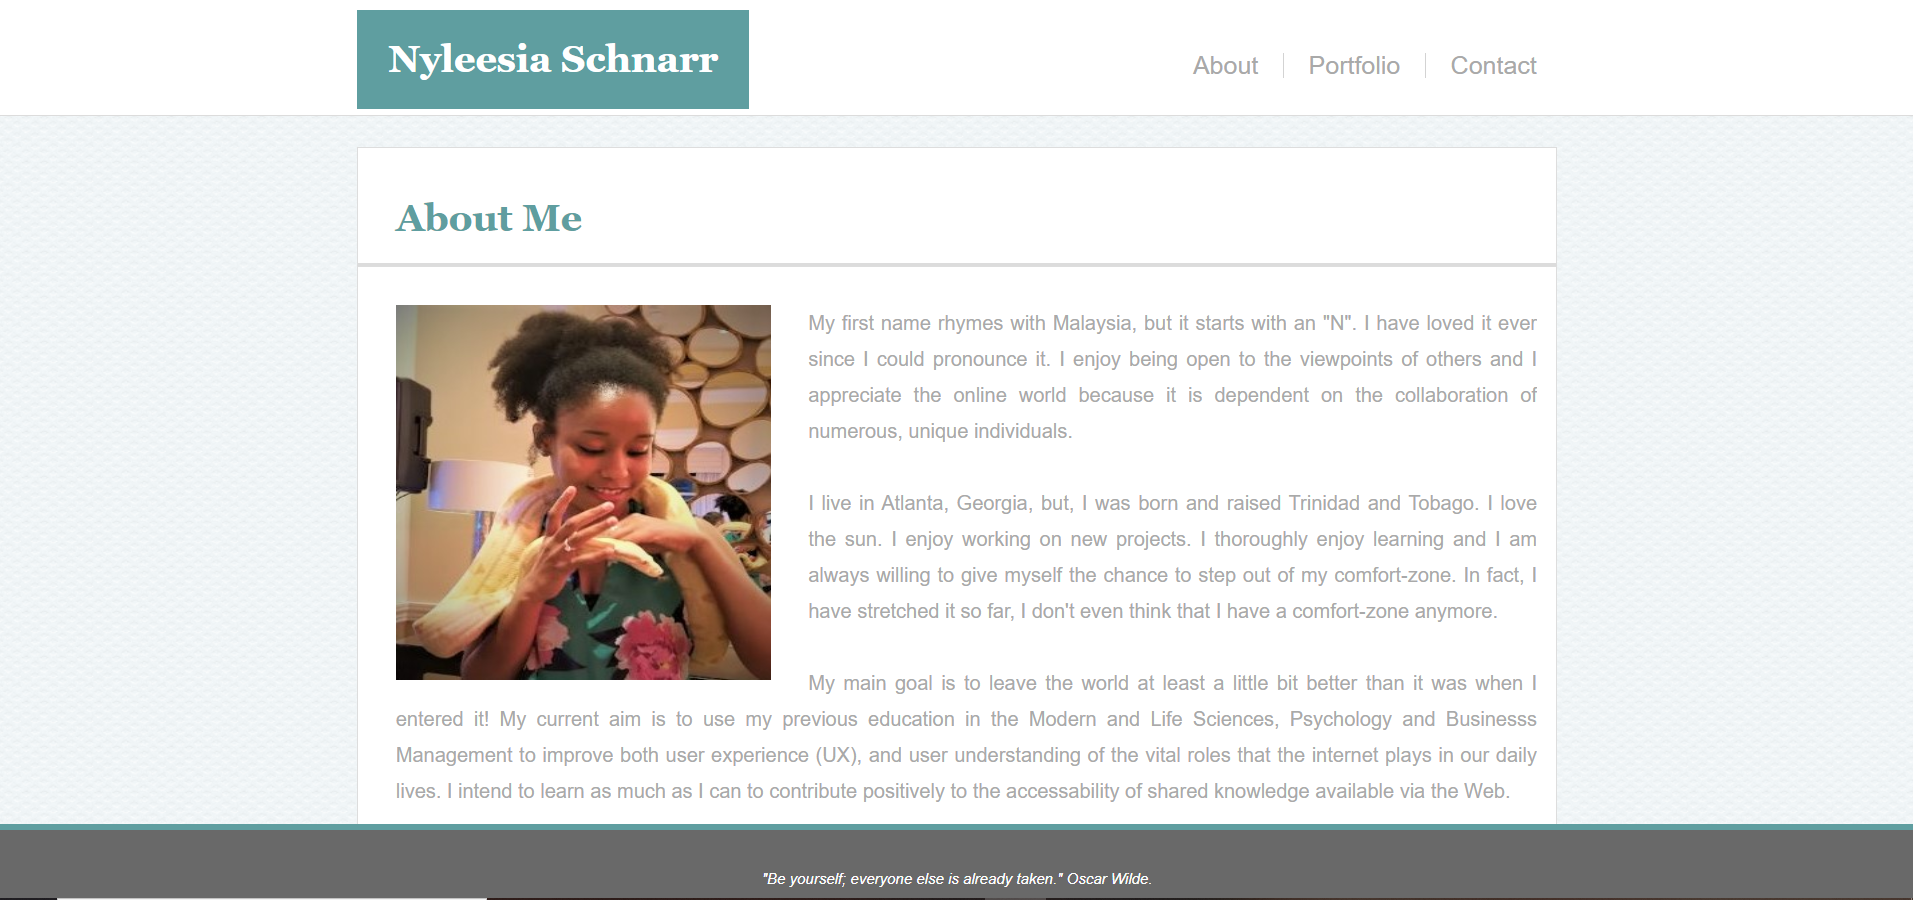 Nyleesia Schnarr
About
Portfolio
Contact
About Me
My first name rhymes with Malaysia, but it starts with an "N". I have loved it ever
since I could pronounce it. I enjoy being open to the viewpoints of others and I
appreciate the online world because it is dependent on the collaboration of
numerous, unique individuals.
I live in Atlanta, Georgia, but, I was born and raised Trinidad and Tobago. I love
the sun. I enjoy working on new projects. I thoroughly enjoy learning and I am
always willing to give myself the chance to step out of my comfort-zone. In fact, I
have stretched it so far, I don't even think that I have a comfort-zone anymore.
My main goal is to leave the world at least a little bit better than it was when I
entered it! My current aim is to use my previous education in the Modern and Life Sciences, Psychology and Businesss
Management to improve both user experience (UX), and user understanding of the vital roles that the internet plays in our daily
lives. I intend to learn as much as I can to contribute positively to the accessability of shared knowledge available via the Web.
"Be yourself; everyone else is already taken." Oscar Wilde.